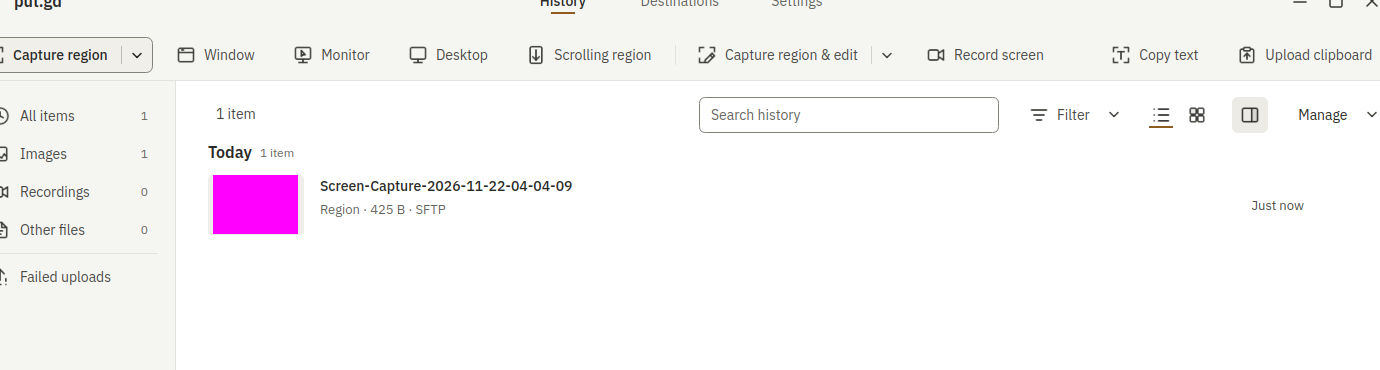 put.gd
History Destinations Settings
Capture region Window Monitor Desktop Scrolling region Capture region & edit Record screen Copy text Upload clipboard
All items 1
Images 1
Recordings 0
Other files 0
Failed uploads
1 item
Search history
Filter
Manage
Today 1 item
Screen-Capture-2026-11-22-04-04-09
Region · 425 B · SFTP
Just now